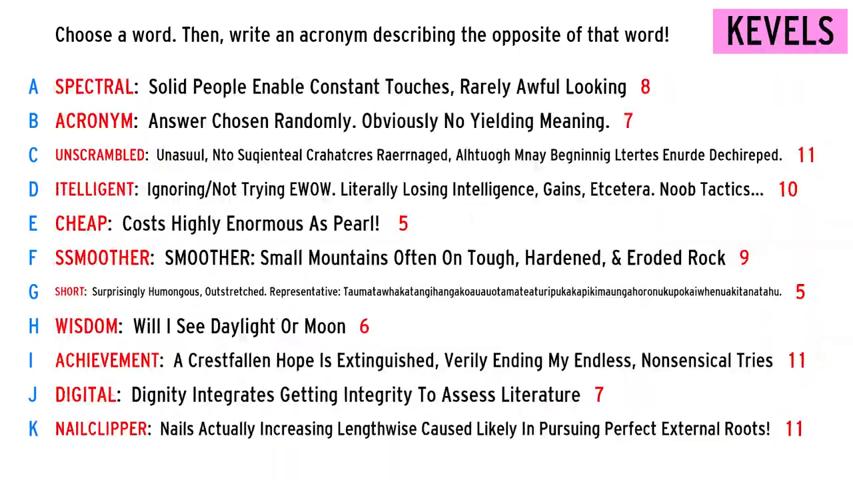 Choose a word. Then, write an acronym describing the opposite of that word!
KEVELS
A SPECTRAL: Solid People Enable Constant Touches, Rarely Awful Looking 8
B ACRONYM: Answer Chosen Randomly. Obviously No Yielding Meaning. 7
C UNSCRAMBLED: Unasuul, Nto Suqienteal Crahatcres Raerrnaged, Alhtuogh Mnay Begninnig Ltertes Enurde Dechireped. 11
D ITELLIGENT: Ignoring/Not Trying EWOW. Literally Losing Intelligence, Gains, Etcetera. Noob Tactics... 10
E CHEAP: Costs Highly Enormous As Pearl! 5
F SSMOOTHER: SMOOTHER: Small Mountains Often On Tough, Hardened, & Eroded Rock 9
G SHORT: Surprisingly Humongous, Outstretched. Representative: Taumatawhakatangihangakoauauotamateaturipukakapikimaungahoronukupokaiwhenuakitanatahu. 5
H WISDOM: Will I See Daylight Or Moon 6
I ACHIEVEMENT: A Crestfallen Hope Is Extinguished, Verily Ending My Endless, Nonsensical Tries 11
J DIGITAL: Dignity Integrates Getting Integrity To Assess Literature 7
K NAILCLIPPER: Nails Actually Increasing Lengthwise Caused Likely In Pursuing Perfect External Roots! 11